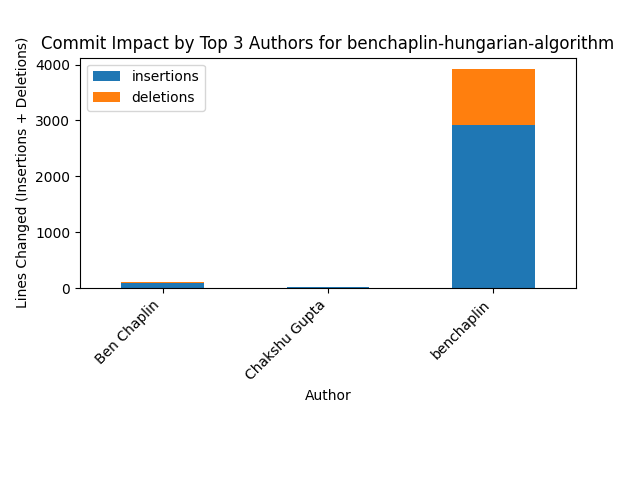 Commit Impact by Top 3 Authors for benchaplin-hungarian-algorithm
Lines Changed (Insertions + Deletions)
4000
3000
2000
1000
0
insertions
deletions
Ben Chaplin
Chakshu Gupta
benchaplin
Author